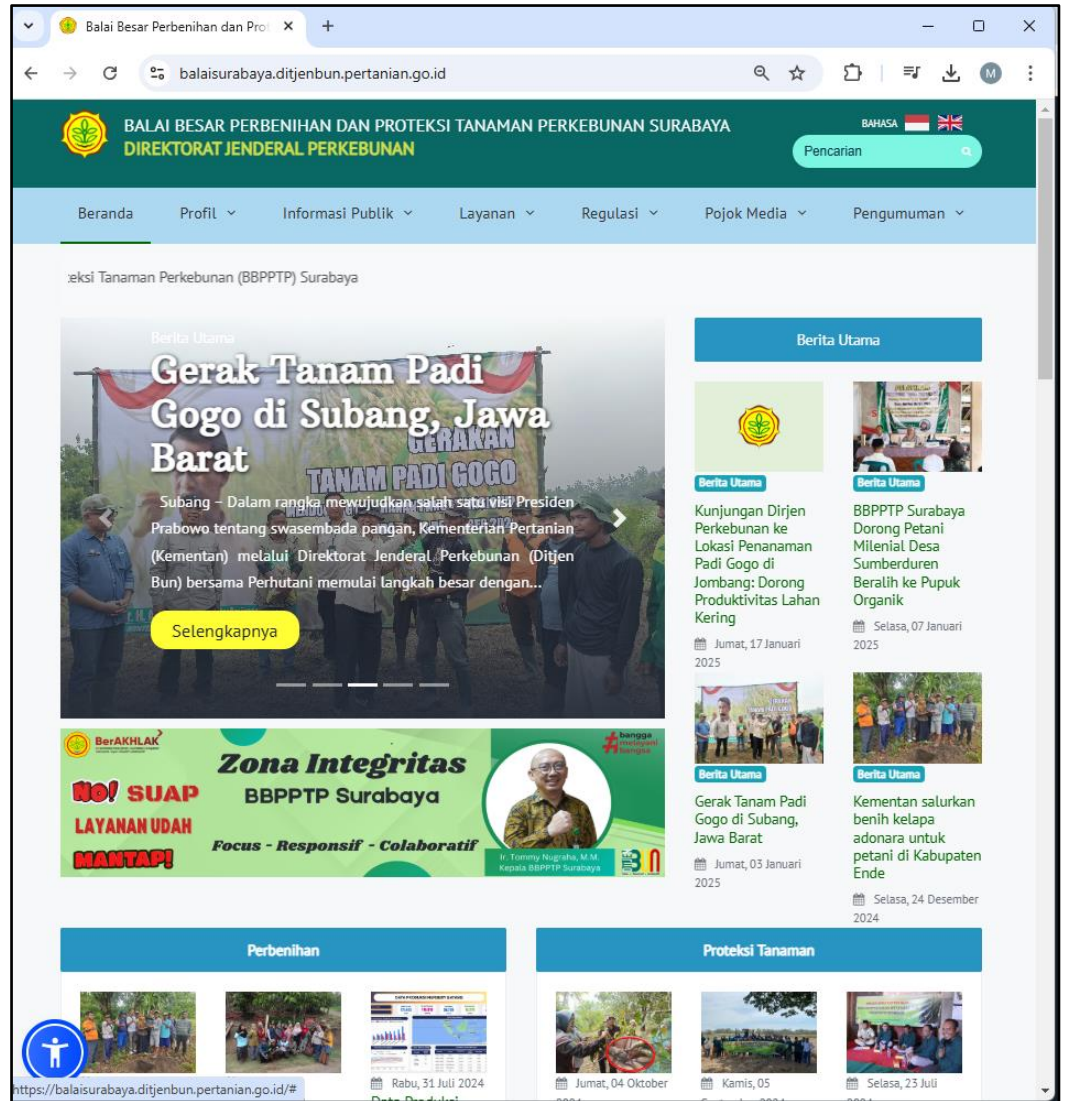 Balai Besar Perbenihan dan Pro
balaisurabaya.ditjenbun.pertanian.go.id
M
BALAI BESAR PERBENIHAN DAN PROTEKSI TANAMAN PERKEBUNAN SURABAYA
DIREKTORAT JENDERAL PERKEBUNAN
BAHASA
Pencarian
Beranda Profil Informasi Publik Layanan Regulasi Pojok Media Pengumuman
teksi Tanaman Perkebunan (BBPPTP) Surabaya
Berita Utama
Gerak Tanam Padi
Gogo di Subang, Jawa
Barat
GERAKAN
TANAM PADI GOGO
Subang – Dalam rangka mewujudkan salah satu visi Presiden
Prabowo tentang swasembada pangan, Kementerian Pertanian
(Kementan) melalui Direktorat Jenderal Perkebunan (Ditjen
Bun) bersama Perhutani memulai langkah besar dengan...
Selengkapnya
BerAKHLAK
NO! SUAP
LAYANAN UDAH
MANTAP!
Zona Integritas
BBPPTP Surabaya
Focus - Responsif - Colaboratif
#bangga
melayani
bangsa
Ir. Tommy Nugraha, M.M.
Kepala BBPPTP Surabaya
Berita Utama
Berita Utama
Kunjungan Dirjen
Perkebunan ke
Lokasi Penanaman
Padi Gogo di
Jombang: Dorong
Produktivitas Lahan
Kering
Jumat, 17 Januari
2025
Berita Utama
BBPPTP Surabaya
Dorong Petani
Milenial Desa
Sumberduren
Beralih ke Pupuk
Organik
Selasa, 07 Januari
2025
Berita Utama
Gerak Tanam Padi
Gogo di Subang,
Jawa Barat
Jumat, 03 Januari
2025
Berita Utama
Kementan salurkan
benih kelapa
adonara untuk
petani di Kabupaten
Ende
Selasa, 24 Desember
2024
Perbenihan
Rabu, 31 Juli 2024
Data Produksi
Proteksi Tanaman
Jumat, 04 Oktober
2024
Kamis, 05
September 2024
Selasa, 23 Juli
2024
https://balaisurabaya.ditjenbun.pertanian.go.id/#